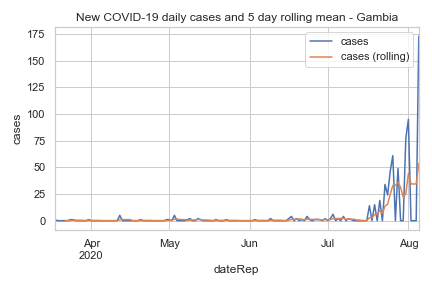 New COVID-19 daily cases and 5 day rolling mean - Gambia
cases
cases (rolling)
cases
175
150
125
100
75
50
25
0
Apr
2020
May
Jun
Jul
Aug
dateRep